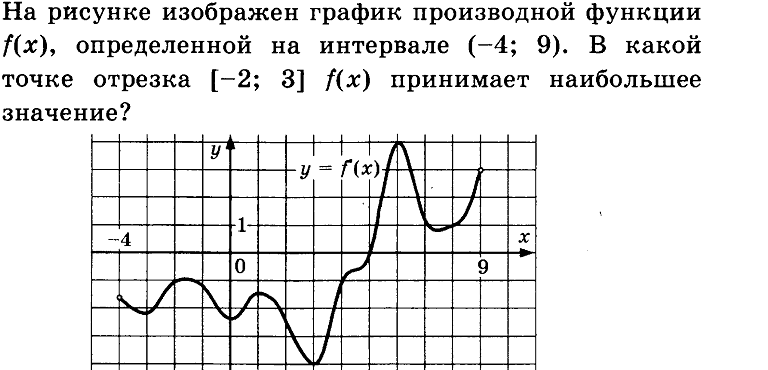 На рисунке изображен график производной функции
f(x), определенной на интервале (−4; 9). В какой
точке отрезка [−2; 3] f(x) принимает наибольшее
значение?
y
y = f'(x)
1
−4
x
0
9